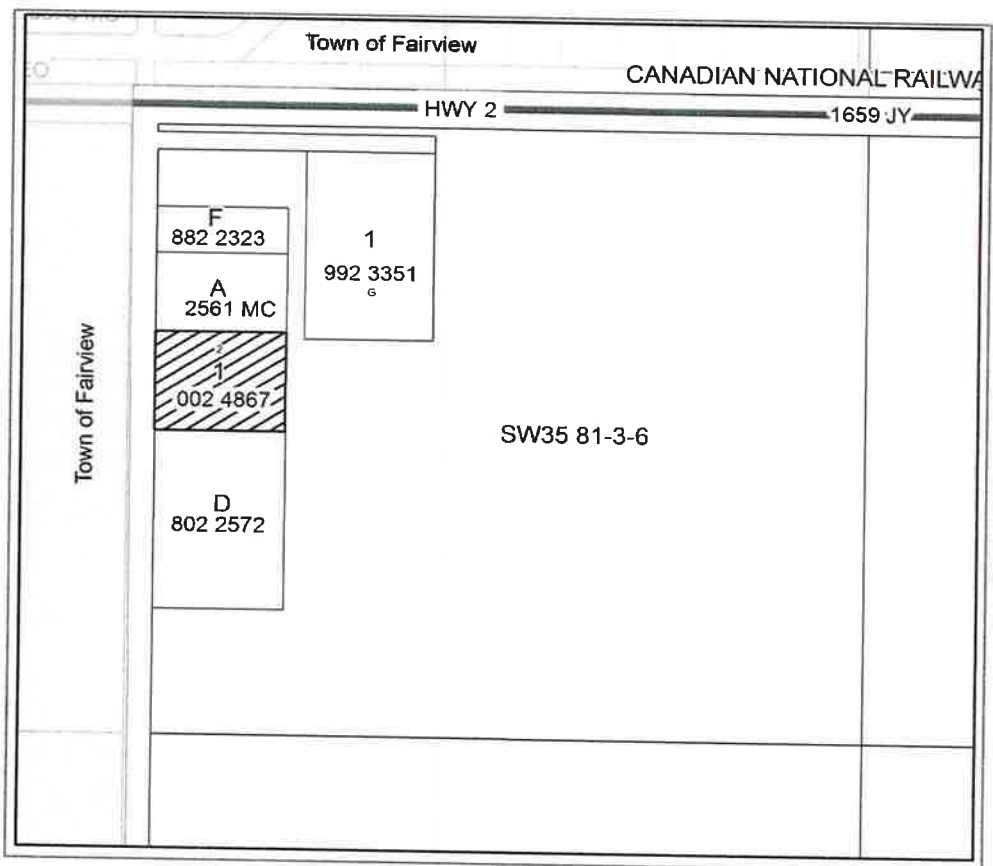 Town of Fairview
CANADIAN NATIONAL RAILWA
HWY 2
1659 JY
F
882 2323
1
992 3351
G
A
2561 MC
2
1
002 4867
Town of Fairview
SW35 81-3-6
D
802 2572